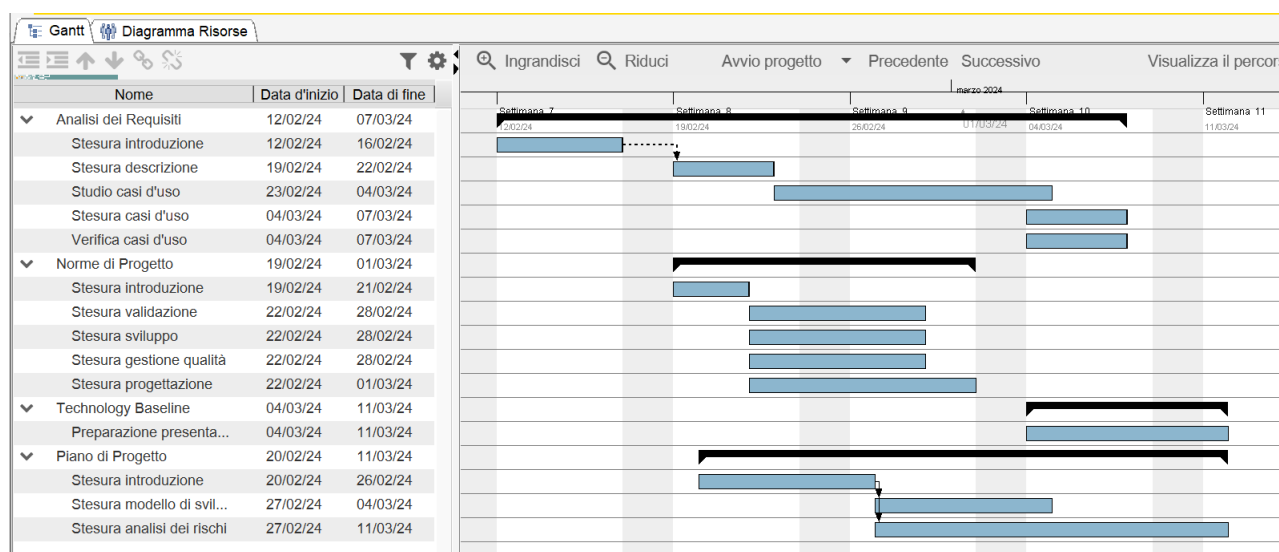 Gantt Diagramma Risorse
Ingrandisci Riduci Avvio progetto Precedente Successivo Visualizza il percor
Nome Data d'inizio Data di fine
marzo 2024
Settimana 7 Settimana 8 Settimana 9 Settimana 10 Settimana 11
12/02/24 19/02/24 26/02/24 01/03/24 04/03/24 11/03/24
Analisi dei Requisiti 12/02/24 07/03/24
Stesura introduzione 12/02/24 16/02/24
Stesura descrizione 19/02/24 22/02/24
Studio casi d'uso 23/02/24 04/03/24
Stesura casi d'uso 04/03/24 07/03/24
Verifica casi d'uso 04/03/24 07/03/24
Norme di Progetto 19/02/24 01/03/24
Stesura introduzione 19/02/24 21/02/24
Stesura validazione 22/02/24 28/02/24
Stesura sviluppo 22/02/24 28/02/24
Stesura gestione qualità 22/02/24 28/02/24
Stesura progettazione 22/02/24 01/03/24
Technology Baseline 04/03/24 11/03/24
Preparazione presenta... 04/03/24 11/03/24
Piano di Progetto 20/02/24 11/03/24
Stesura introduzione 20/02/24 26/02/24
Stesura modello di svil... 27/02/24 04/03/24
Stesura analisi dei rischi 27/02/24 11/03/24